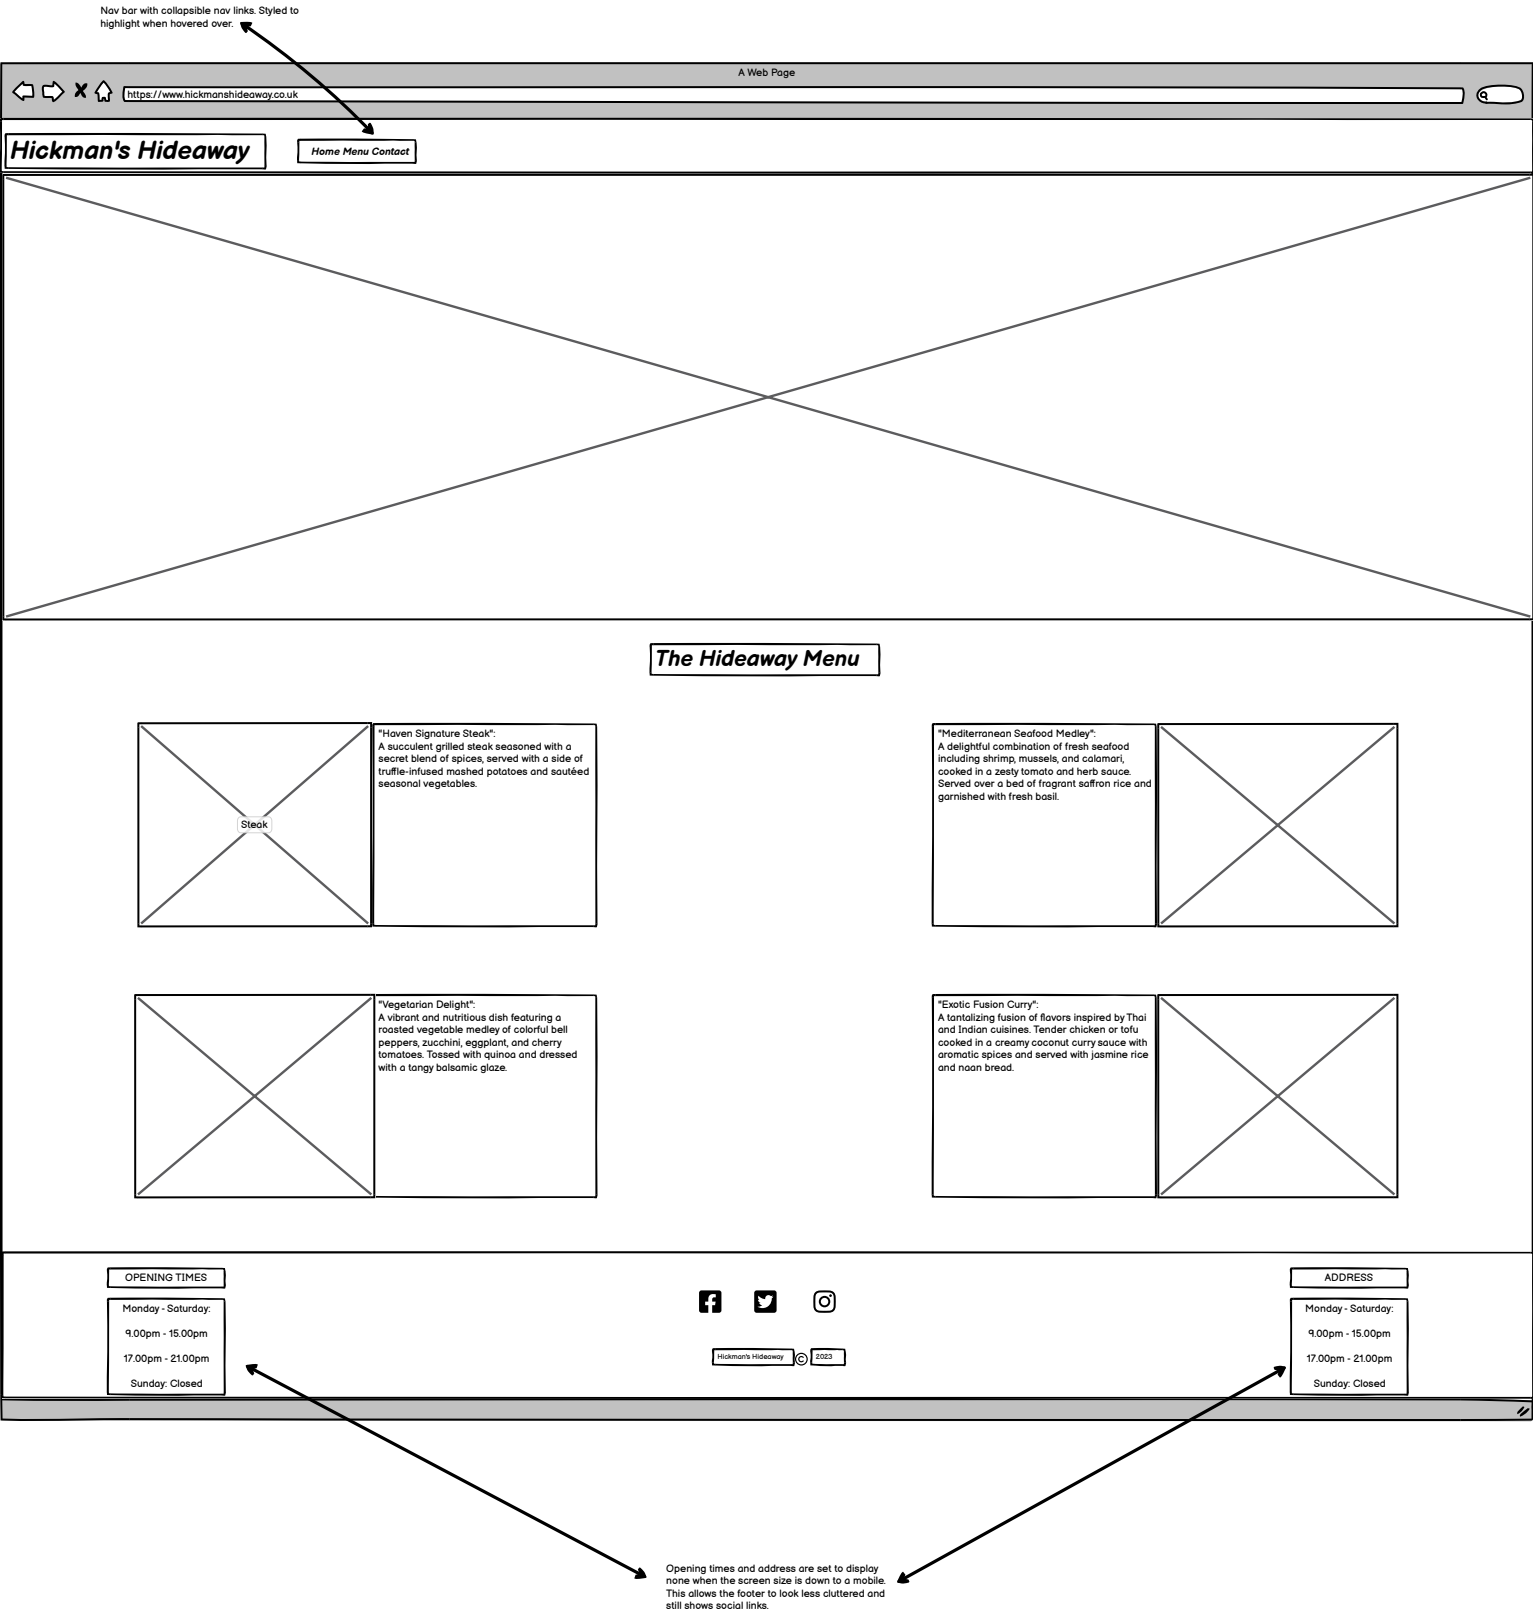 Nav bar with collapsible nav links. Styled to
highlight when hovered over.
A Web Page
https://www.hickmanshideaway.co.uk
Hickman's Hideaway
Home Menu Contact
The Hideaway Menu
Steak
"Haven Signature Steak":
A succulent grilled steak seasoned with a
secret blend of spices, served with a side of
truffle-infused mashed potatoes and sautéed
seasonal vegetables.
"Mediterranean Seafood Medley":
A delightful combination of fresh seafood
including shrimp, mussels, and calamari,
cooked in a zesty tomato and herb sauce.
Served over a bed of fragrant saffron rice and
garnished with fresh basil.
"Vegetarian Delight":
A vibrant and nutritious dish featuring a
roasted vegetable medley of colorful bell
peppers, zucchini, eggplant, and cherry
tomatoes. Tossed with quinoa and dressed
with a tangy balsamic glaze.
"Exotic Fusion Curry":
A tantalizing fusion of flavors inspired by Thai
and Indian cuisines. Tender chicken or tofu
cooked in a creamy coconut curry sauce with
aromatic spices and served with jasmine rice
and naan bread.
OPENING TIMES
Monday - Saturday:
9.00pm - 15.00pm
17.00pm - 21.00pm
Sunday: Closed
Hickman's Hideaway © 2023
ADDRESS
Monday - Saturday:
9.00pm - 15.00pm
17.00pm - 21.00pm
Sunday: Closed
Opening times and address are set to display
none when the screen size is down to a mobile.
This allows the footer to look less cluttered and
still shows social links.